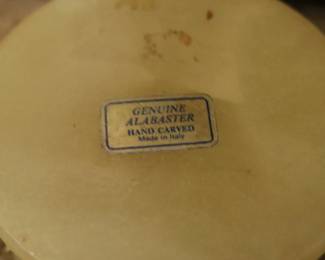 GENUINE
ALABASTER
HAND CARVED
Made in Italy